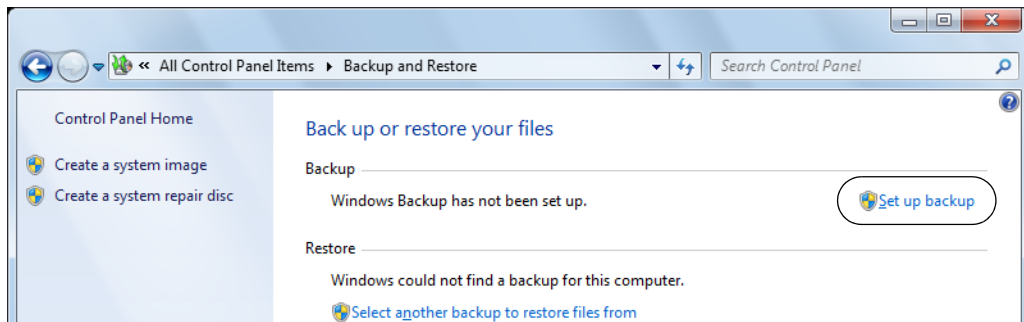 « All Control Panel Items ▸ Backup and Restore
Search Control Panel
Control Panel Home
Create a system image
Create a system repair disc
Back up or restore your files
Backup
Windows Backup has not been set up.
Set up backup
Restore
Windows could not find a backup for this computer.
Select another backup to restore files from